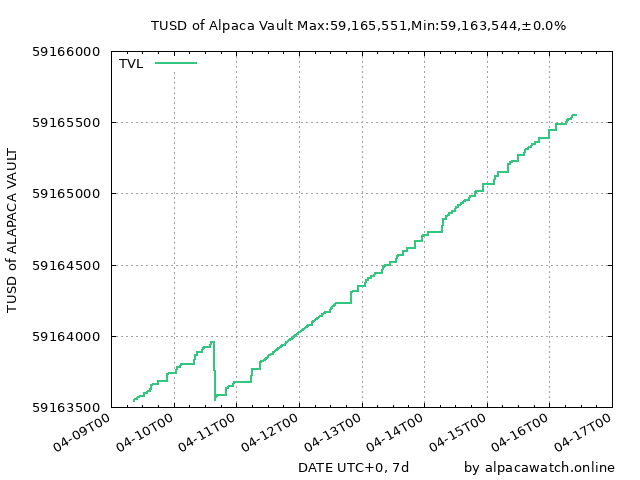 TUSD of Alpaca Vault Max:59,165,551,Min:59,163,544,±0.0%
TVL
59166000
59165500
59165000
59164500
59164000
59163500
TUSD of ALAPACA VAULT
04-09T00
04-10T00
04-11T00
04-12T00
04-13T00
04-14T00
04-15T00
04-16T00
04-17T00
DATE UTC+0, 7d
by alpacawatch.online